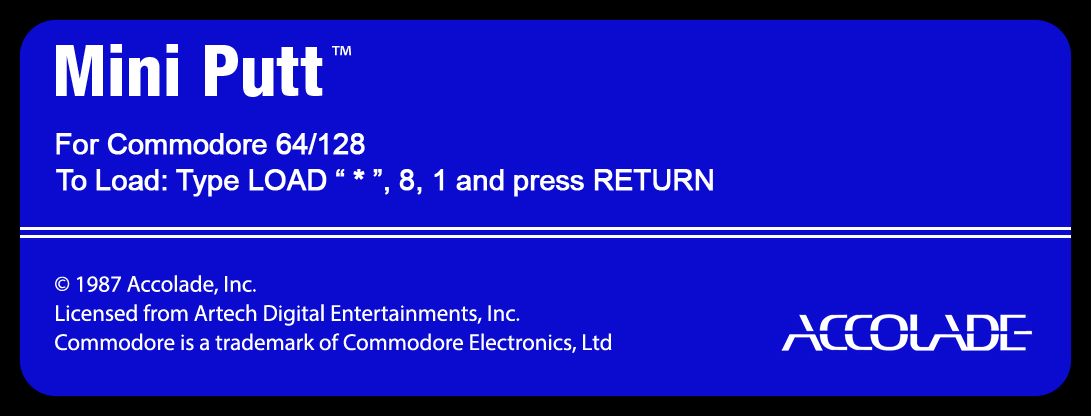 Mini Putt™
For Commodore 64/128
To Load: Type LOAD “ * ”, 8, 1 and press RETURN
© 1987 Accolade, Inc.
Licensed from Artech Digital Entertainments, Inc.
Commodore is a trademark of Commodore Electronics, Ltd
ACCOLADE